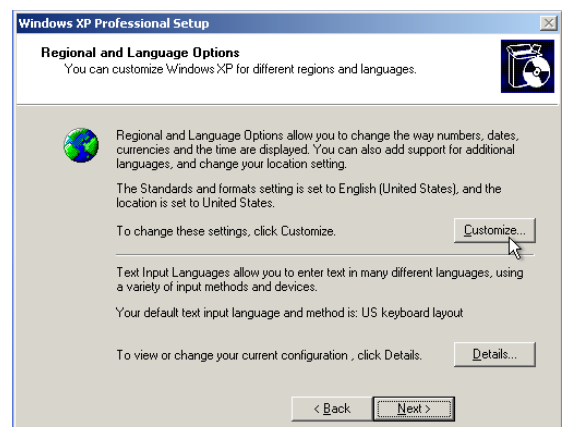 Windows XP Professional Setup
Regional and Language Options
You can customize Windows XP for different regions and languages.
Regional and Language Options allow you to change the way numbers, dates,
currencies and the time are displayed. You can also add support for additional
languages, and change your location setting.
The Standards and formats setting is set to English (United States), and the
location is set to United States.
To change these settings, click Customize.
Customize...
Text Input Languages allow you to enter text in many different languages, using
a variety of input methods and devices.
Your default text input language and method is: US keyboard layout
To view or change your current configuration , click Details.
Details...
< Back
Next >